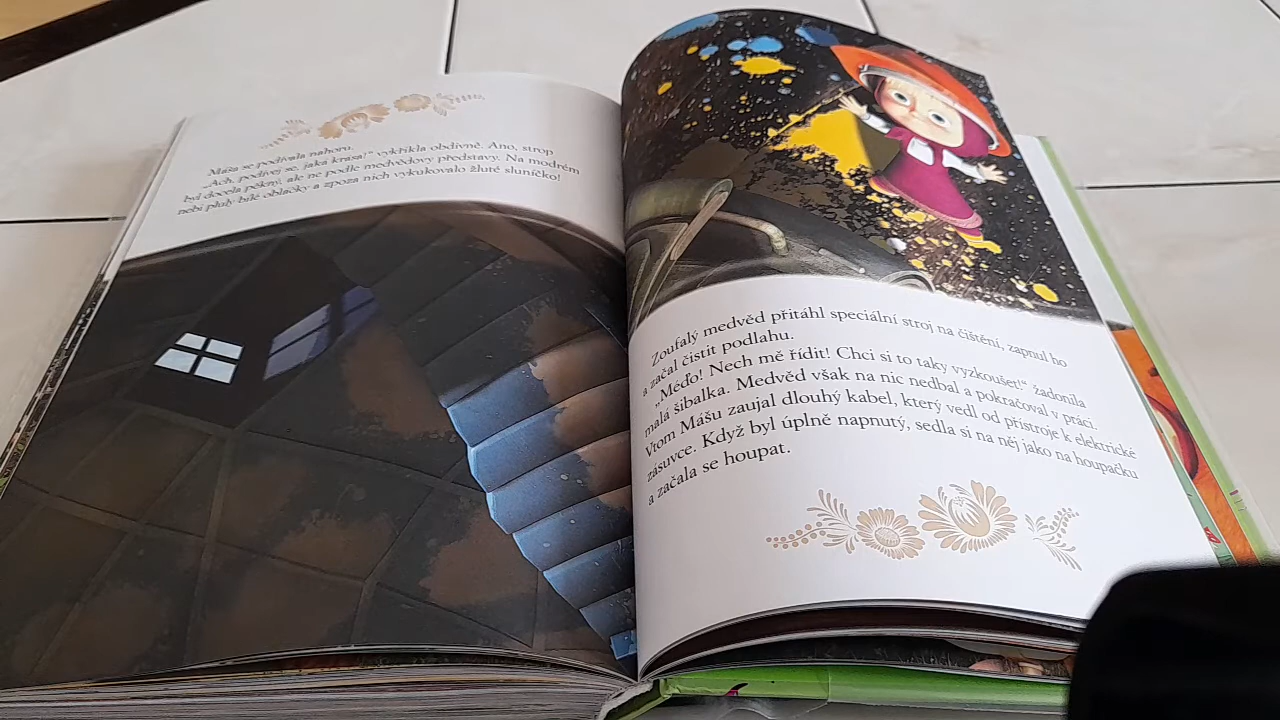 Máša se podívala nahoru.
„Ach, podívej se, jaká krása!“ vykřikla obdivně. Ano, strop
byl docela pěkný, ale ne podle medvědovy představy. Na modrém
nebi pluly bílé obláčky a zpoza nich vykukovalo žluté sluníčko!
Zoufalý medvěd přitáhl speciální stroj na čištění, zapnul ho
a začal čistit podlahu.
„Méďo! Nech mě řídit! Chci si to taky vyzkoušet!“ žadonila
malá šibalka. Medvěd však na nic nedbal a pokračoval v práci.
Vtom Mášu zaujal dlouhý kabel, který vedl od přístroje k elektrické
zásuvce. Když byl úplně napnutý, sedla si na něj jako na houpačku
a začala se houpat.